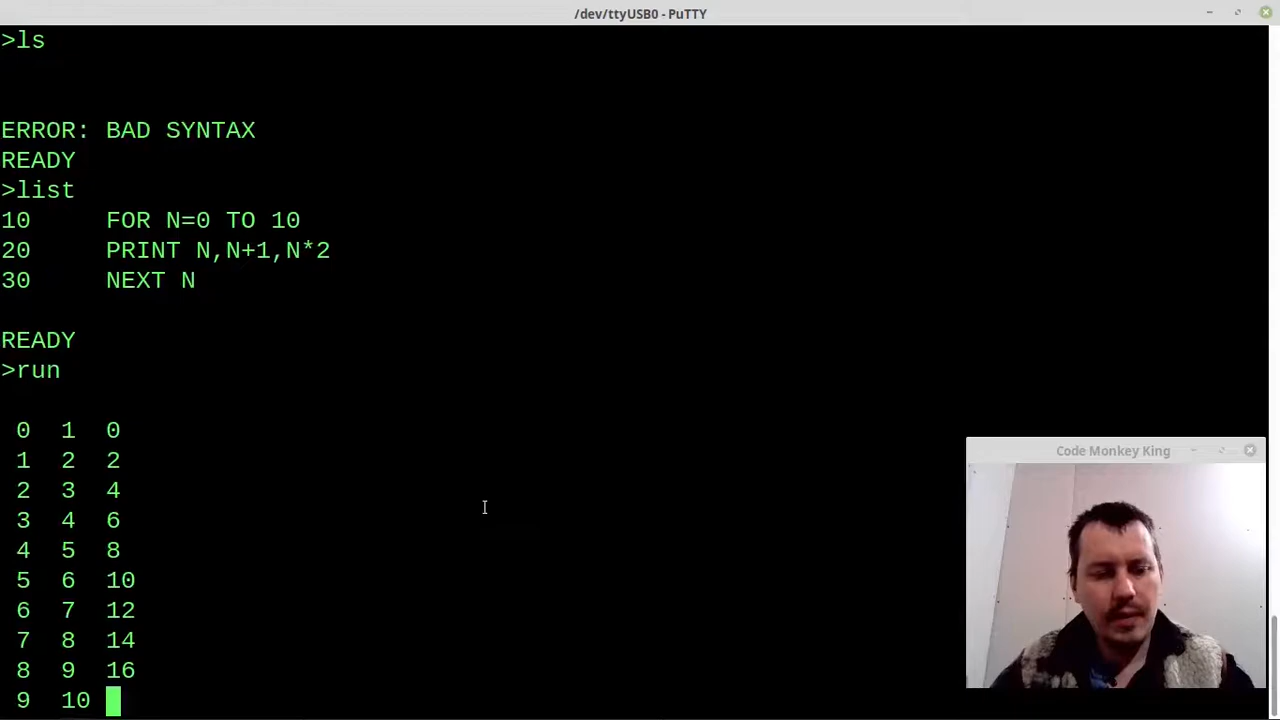 /dev/ttyUSB0 - PuTTY
>ls
ERROR: BAD SYNTAX
READY
>list
10 FOR N=0 TO 10
20 PRINT N,N+1,N*2
30 NEXT N
READY
>run
0 1 0
1 2 2
2 3 4
3 4 6
4 5 8
5 6 10
6 7 12
7 8 14
8 9 16
9 10
Code Monkey King